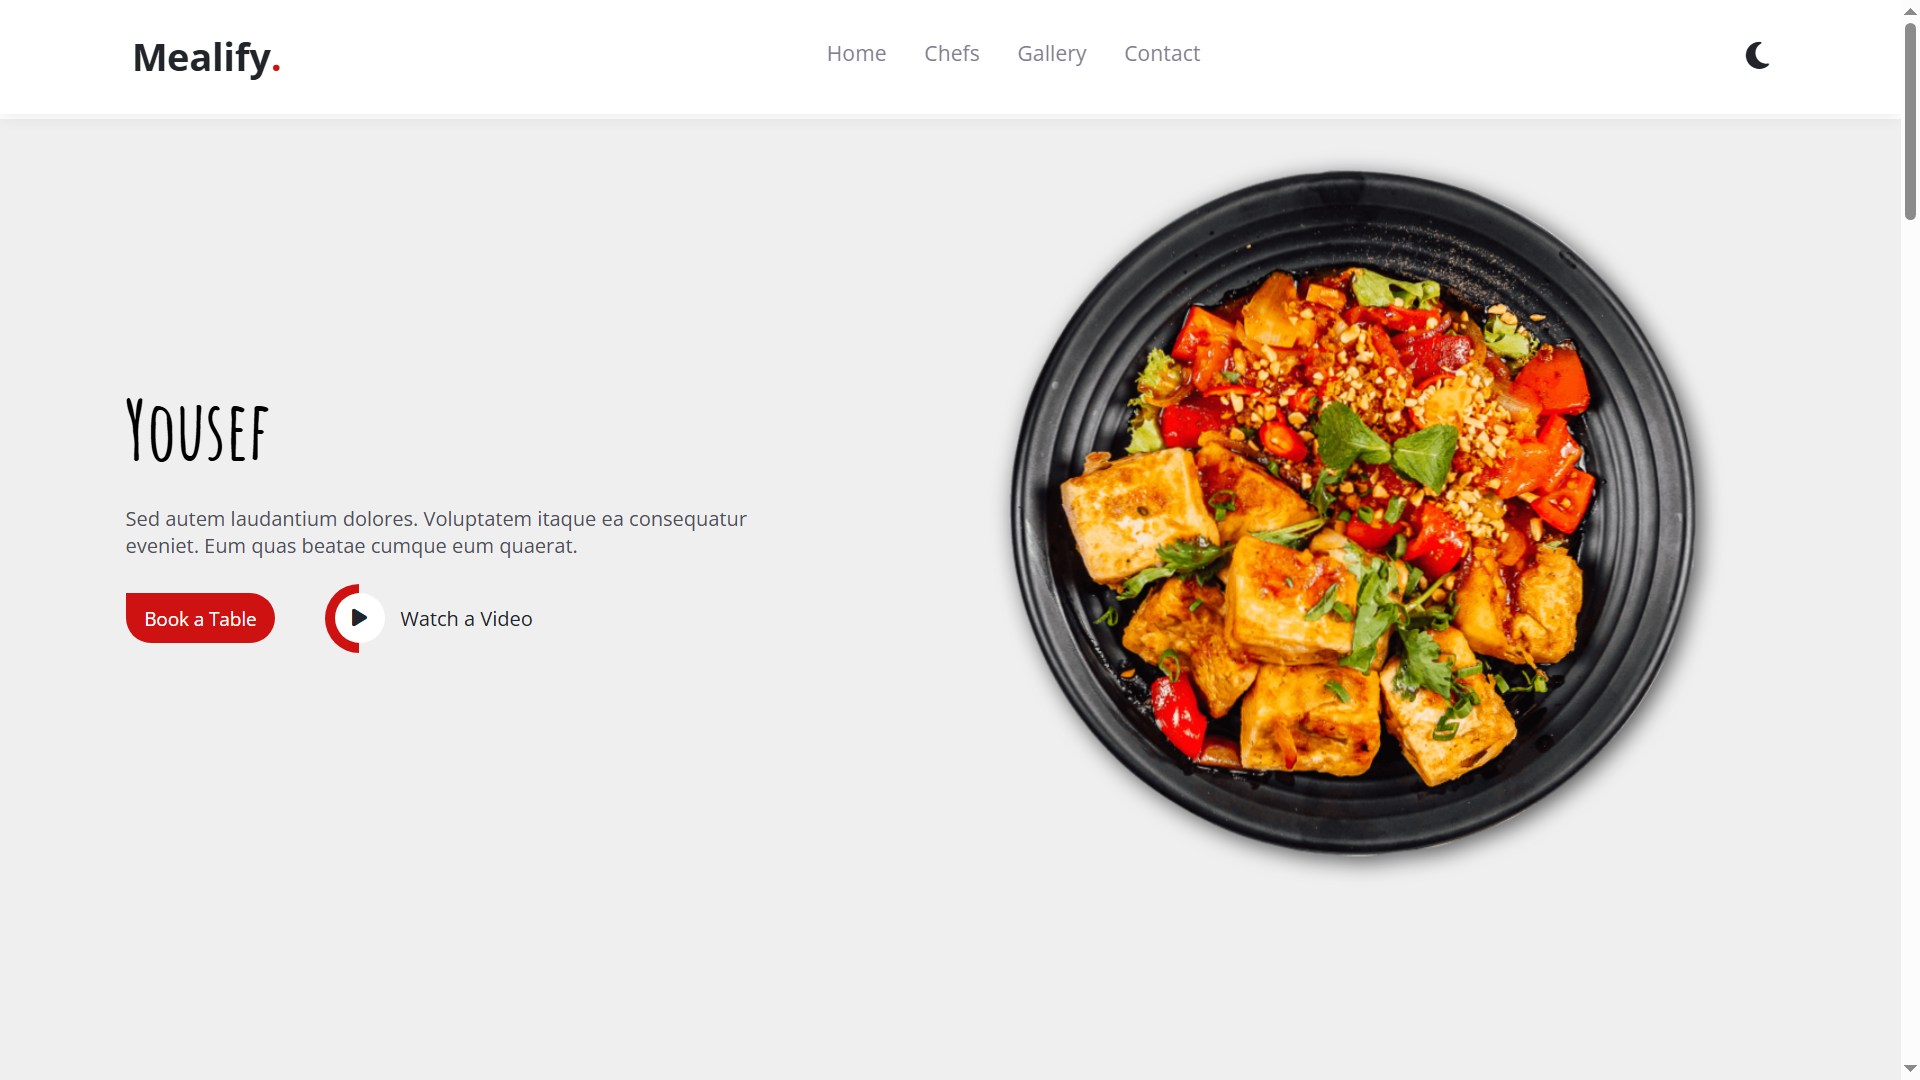 Mealify.
Home Chefs Gallery Contact
Yousef
Sed autem laudantium dolores. Voluptatem itaque ea consequatur
eveniet. Eum quas beatae cumque eum quaerat.
Book a Table
Watch a Video